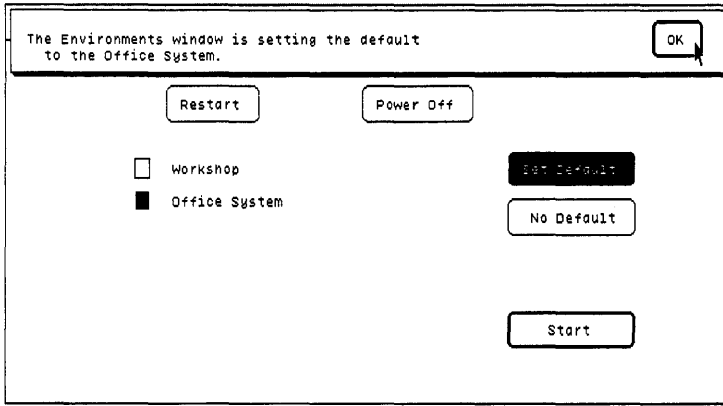 The Environments window is setting the default
to the Office System.
OK
Restart
Power Off
Workshop
Set Default
Office System
No Default
Start